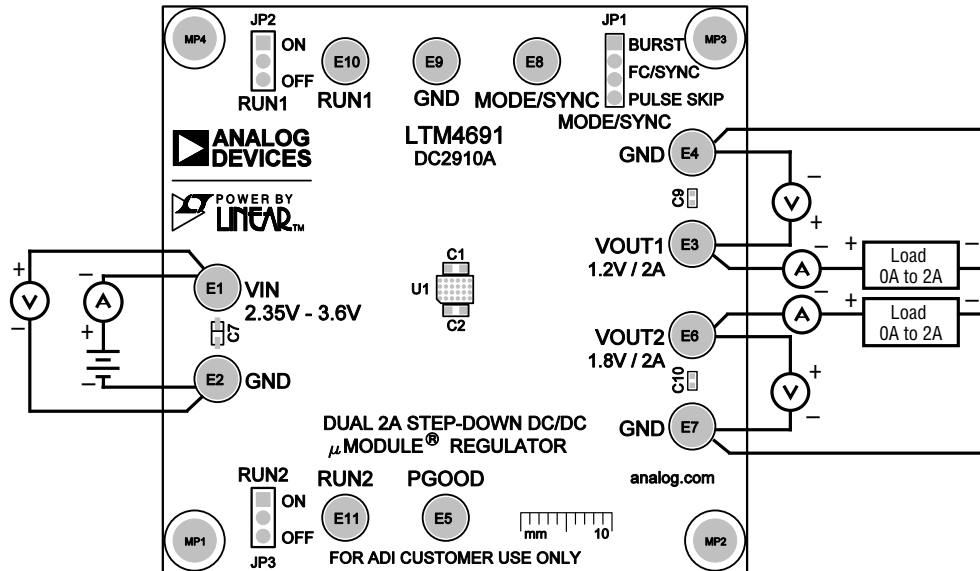 JP2
MP4
ON
OFF
RUN1
E10
RUN1
E9
GND
E8
MODE/SYNC
JP1
BURST
FC/SYNC
PULSE SKIP
MODE/SYNC
MP3
ANALOG
DEVICES
LTM4691
DC2910A
POWER BY
LINEAR™
GND
E4
C9
−
V
+
VOUT1
1.2V / 2A
E3
−
A
+
Load
0A to 2A
−
+
V
−
−
A
+
−
E1
VIN
2.35V - 3.6V
C7
E2
GND
C1
U1
C2
VOUT2
1.8V / 2A
E6
−
A
+
Load
0A to 2A
−
C10
+
V
−
GND
E7
DUAL 2A STEP-DOWN DC/DC
µMODULE® REGULATOR
analog.com
RUN2
ON
OFF
JP3
MP1
RUN2
E11
PGOOD
E5
mm 10
MP2
FOR ADI CUSTOMER USE ONLY